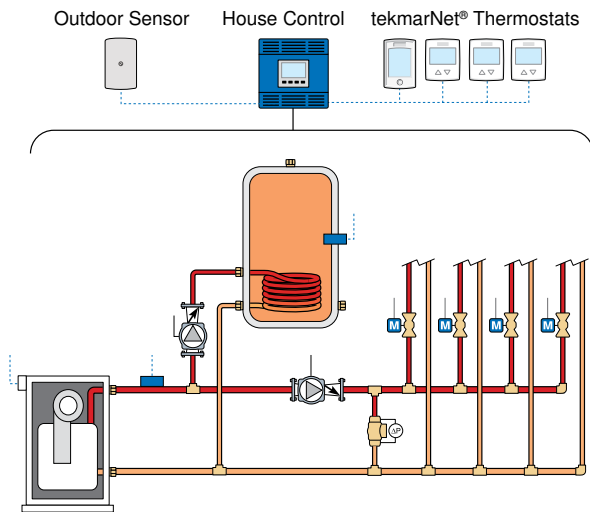 Outdoor Sensor
House Control
tekmarNet® Thermostats
M
M
M
M
ΔP